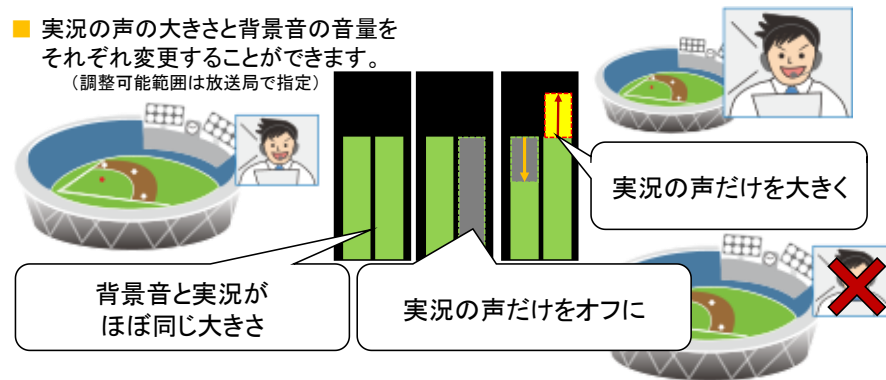 ■ 実況の声の大きさと背景音の音量を
それぞれ変更することができます。
（調整可能範囲は放送局で指定）
実況の声だけを大きく
背景音と実況が
ほぼ同じ大きさ
実況の声だけをオフに